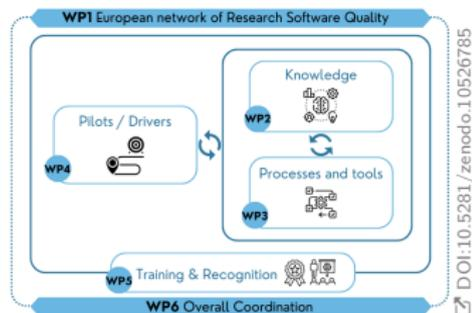 WP1 European network of Research Software Quality
Knowledge
WP2
Pilots / Drivers
WP4
Processes and tools
WP3
WP5 Training & Recognition
WP6 Overall Coordination
DOI:10.5281/zenodo.10526785